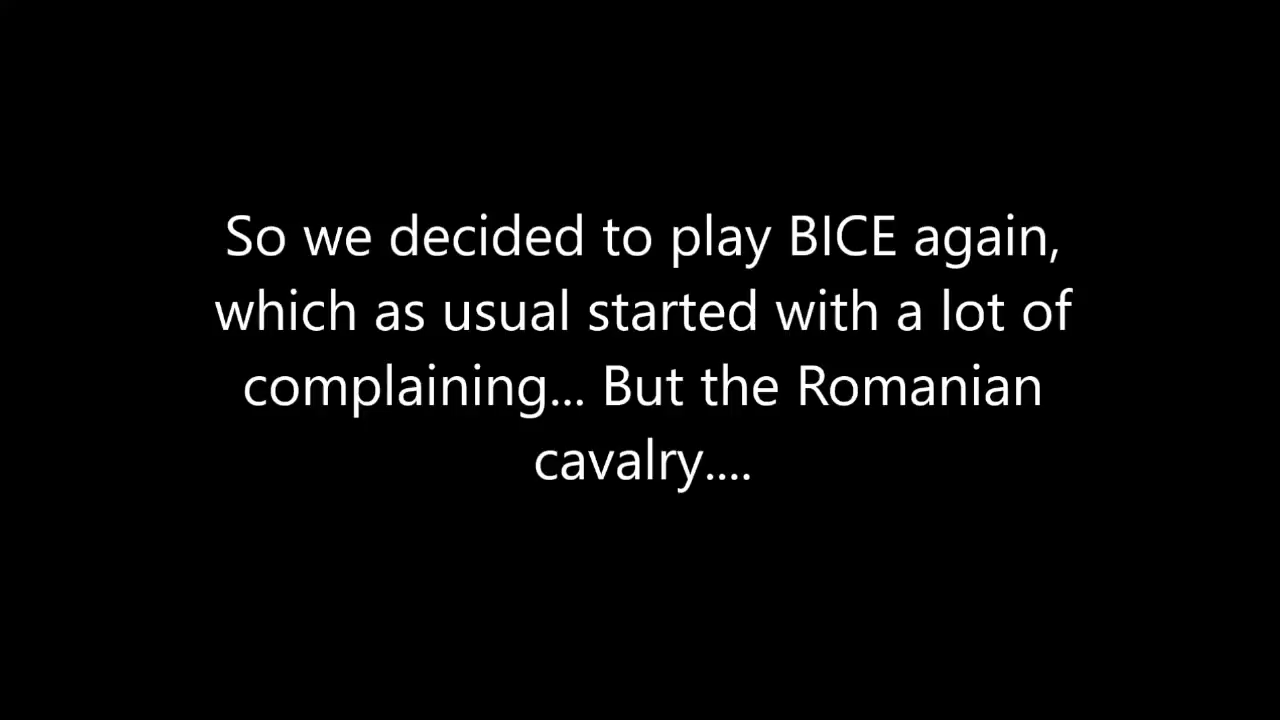 So we decided to play BICE again,
which as usual started with a lot of
complaining... But the Romanian
cavalry....